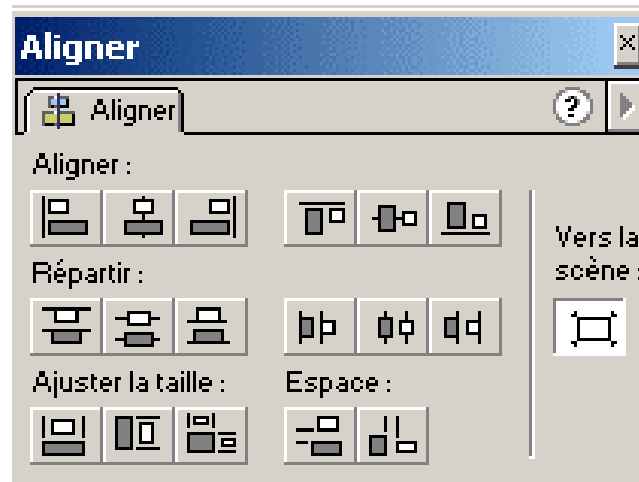 Aligner
Aligner
Aligner :
Vers la
scène :
Répartir :
Ajuster la taille :
Espace :